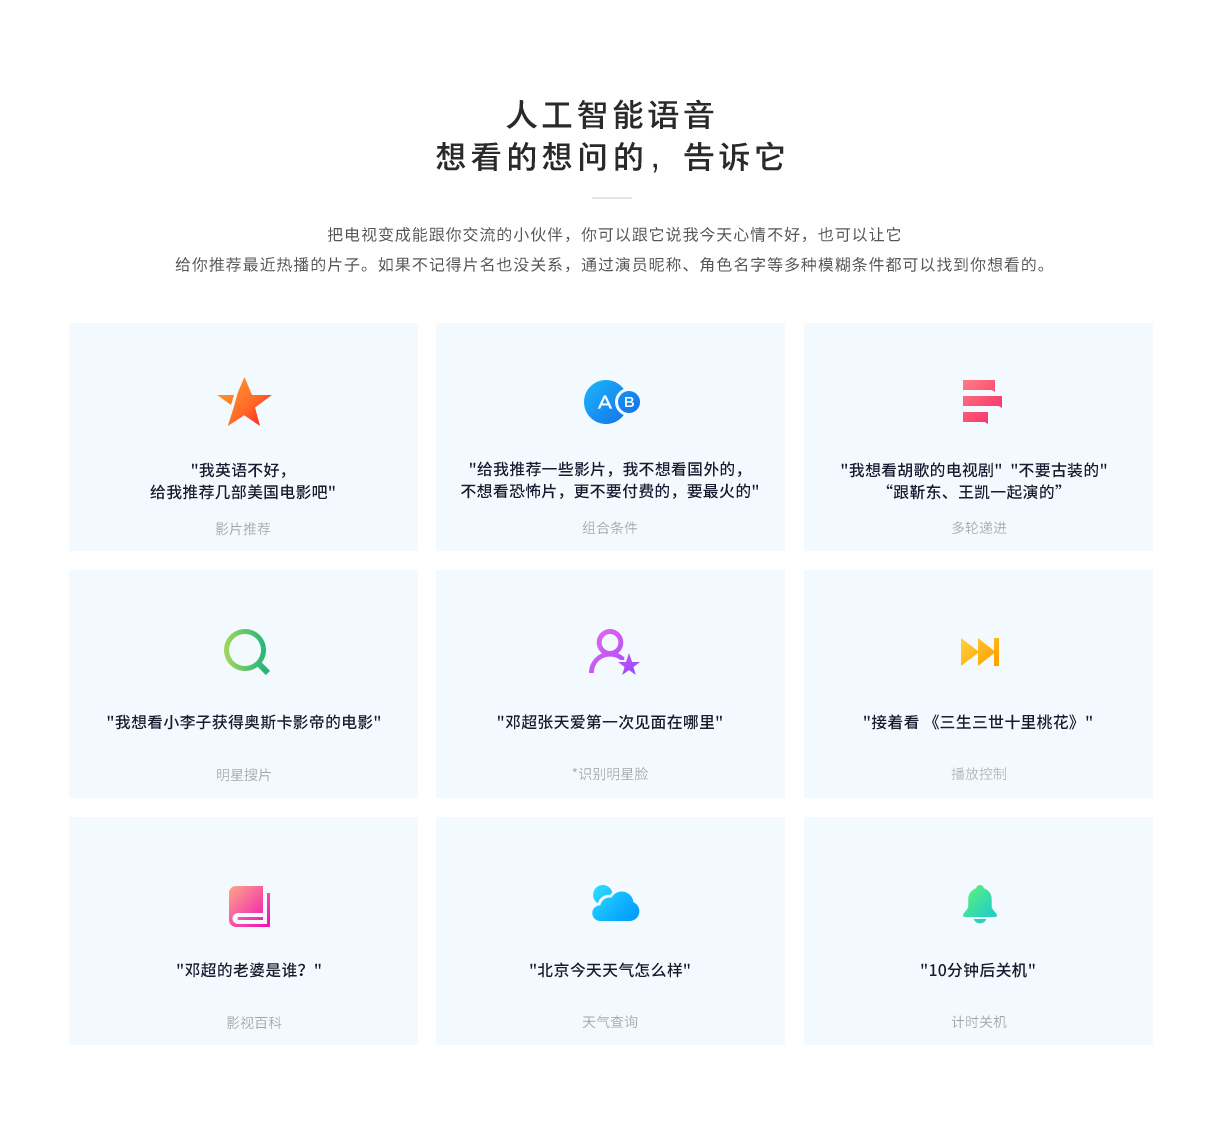 人工智能语音
想看的想问的，告诉它
把电视变成能跟你交流的小伙伴，你可以跟它说我今天心情不好，也可以让它
给你推荐最近热播的片子。如果不记得片名也没关系，通过演员昵称、角色名字等多种模糊条件都可以找到你想看的。
"我英语不好，
给我推荐几部美国电影吧"
影片推荐
A B
"给我推荐一些影片，我不想看国外的，
不想看恐怖片，更不要付费的，要最火的"
组合条件
"我想看胡歌的电视剧" "不要古装的"
“跟靳东、王凯一起演的”
多轮递进
"我想看小李子获得奥斯卡影帝的电影"
明星搜片
"邓超张天爱第一次见面在哪里"
*识别明星脸
"接着看 《三生三世十里桃花》"
播放控制
"邓超的老婆是谁？"
影视百科
"北京今天天气怎么样"
天气查询
"10分钟后关机"
计时关机